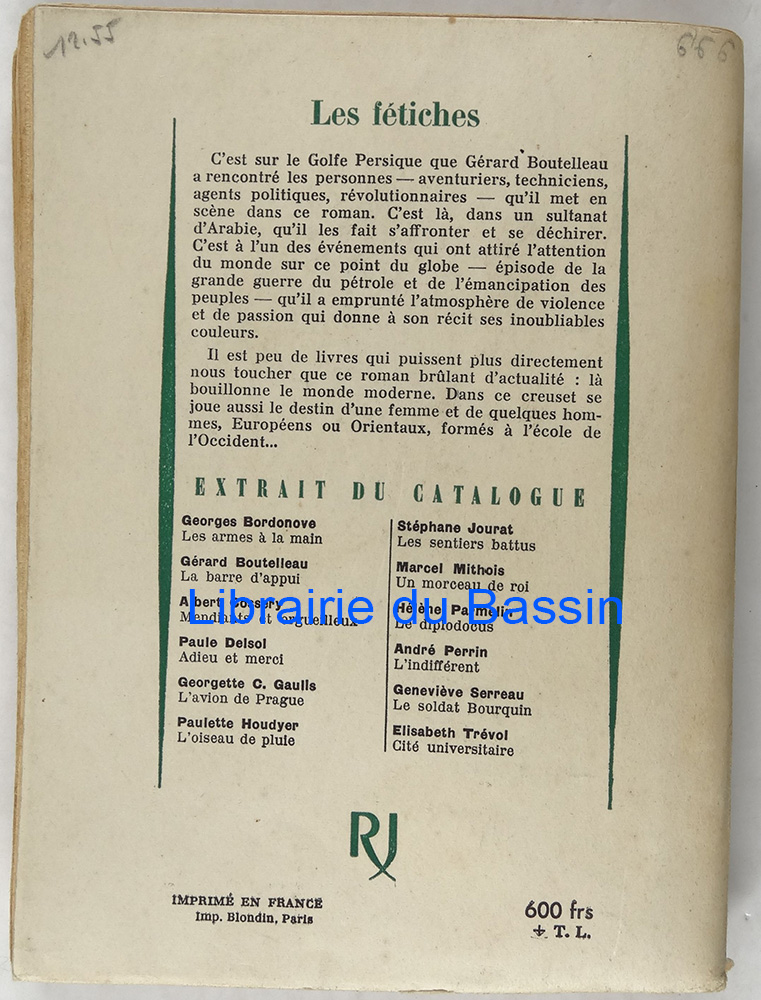 12.55
666
Les fétiches
C'est sur le Golfe Persique que Gérard Boutelleau
a rencontré les personnes — aventuriers, techniciens,
agents politiques, révolutionnaires — qu'il met en
scène dans ce roman. C'est là, dans un sultanat
d'Arabie, qu'il les fait s'affronter et se déchirer.
C'est à l'un des événements qui ont attiré l'attention
du monde sur ce point du globe — épisode de la
grande guerre du pétrole et de l'émancipation des
peuples — qu'il a emprunté l'atmosphère de violence
et de passion qui donne à son récit ses inoubliables
couleurs.
Il est peu de livres qui puissent plus directement
nous toucher que ce roman brûlant d'actualité : là
bouillonne le monde moderne. Dans ce creuset se
joue aussi le destin d'une femme et de quelques hom-
mes, Européens ou Orientaux, formés à l'école de
l'Occident...
EXTRAIT DU CATALOGUE
Georges Bordonove
Les armes à la main
Gérard Boutelleau
La barre d'appui
Albert Cossery
Mendiants et orgueilleux
Paule Delsol
Adieu et merci
Georgette C. Gaulis
L'avion de Prague
Paulette Houdyer
L'oiseau de pluie
Stéphane Jourat
Les sentiers battus
Marcel Mithois
Un morceau de roi
Hélène Parmelin
Le diplodocus
André Perrin
L'indifférent
Geneviève Serreau
Le soldat Bourquin
Elisabeth Trévol
Cité universitaire
Librairie du Bassin
RJ
IMPRIMÉ EN FRANCE
Imp. Blondin, Paris
600 frs
+ T. L.